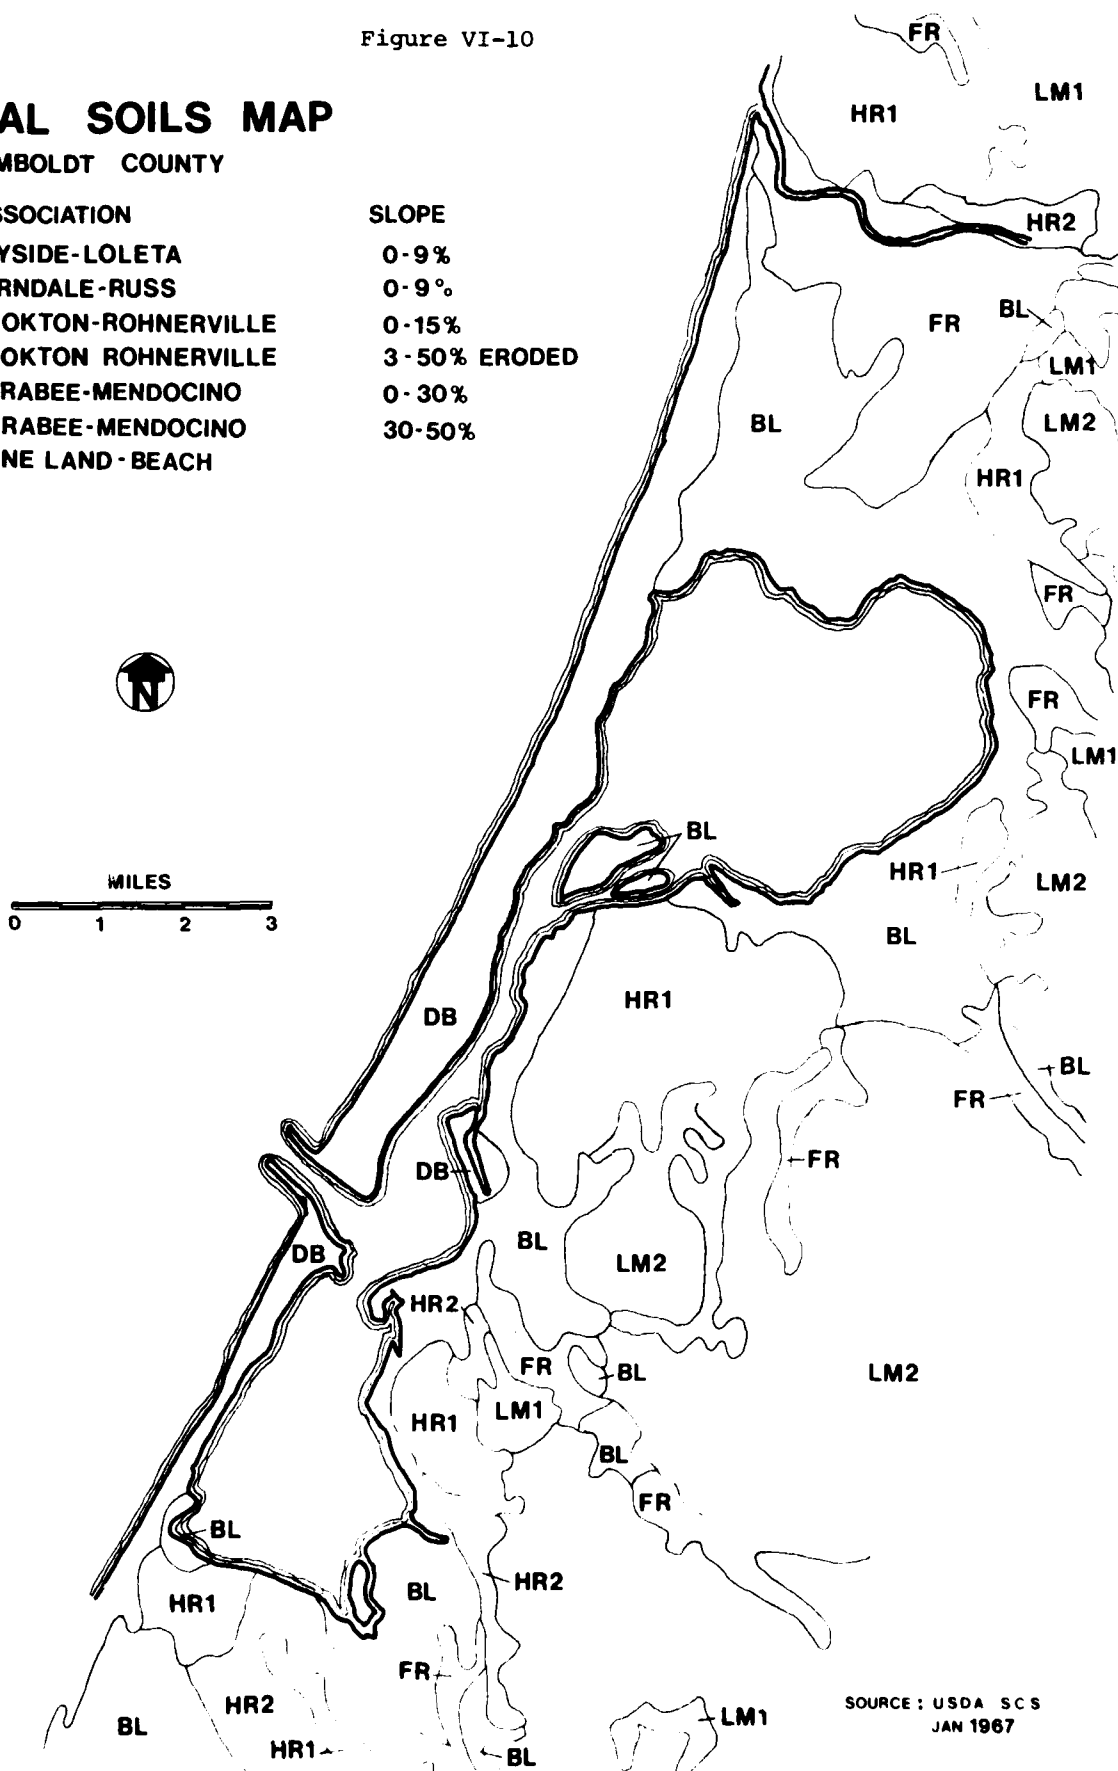 Figure VI-10
AL SOILS MAP
MBOLDT COUNTY
SSOCIATION SLOPE
YSIDE-LOLETA 0-9%
RNDALE-RUSS 0-9%
OKTON-ROHNERVILLE 0-15%
OKTON ROHNERVILLE 3-50% ERODED
RABEE-MENDOCINO 0-30%
RABEE-MENDOCINO 30-50%
NE LAND-BEACH
FR
LM1
HR1
HR2
BL
FR
LM1
BL
LM2
HR1
FR
N
FR
LM1
BL
HR1
MILES
LM2
0 1 2 3
BL
HR1
DB
BL
FR
FR
DB
BL
DB
LM2
HR2
FR
BL
LM2
HR1
LM1
BL
FR
BL
HR2
BL
HR1
FR
HR2
SOURCE: USDA SCS
JAN 1967
LM1
BL
HR1
BL